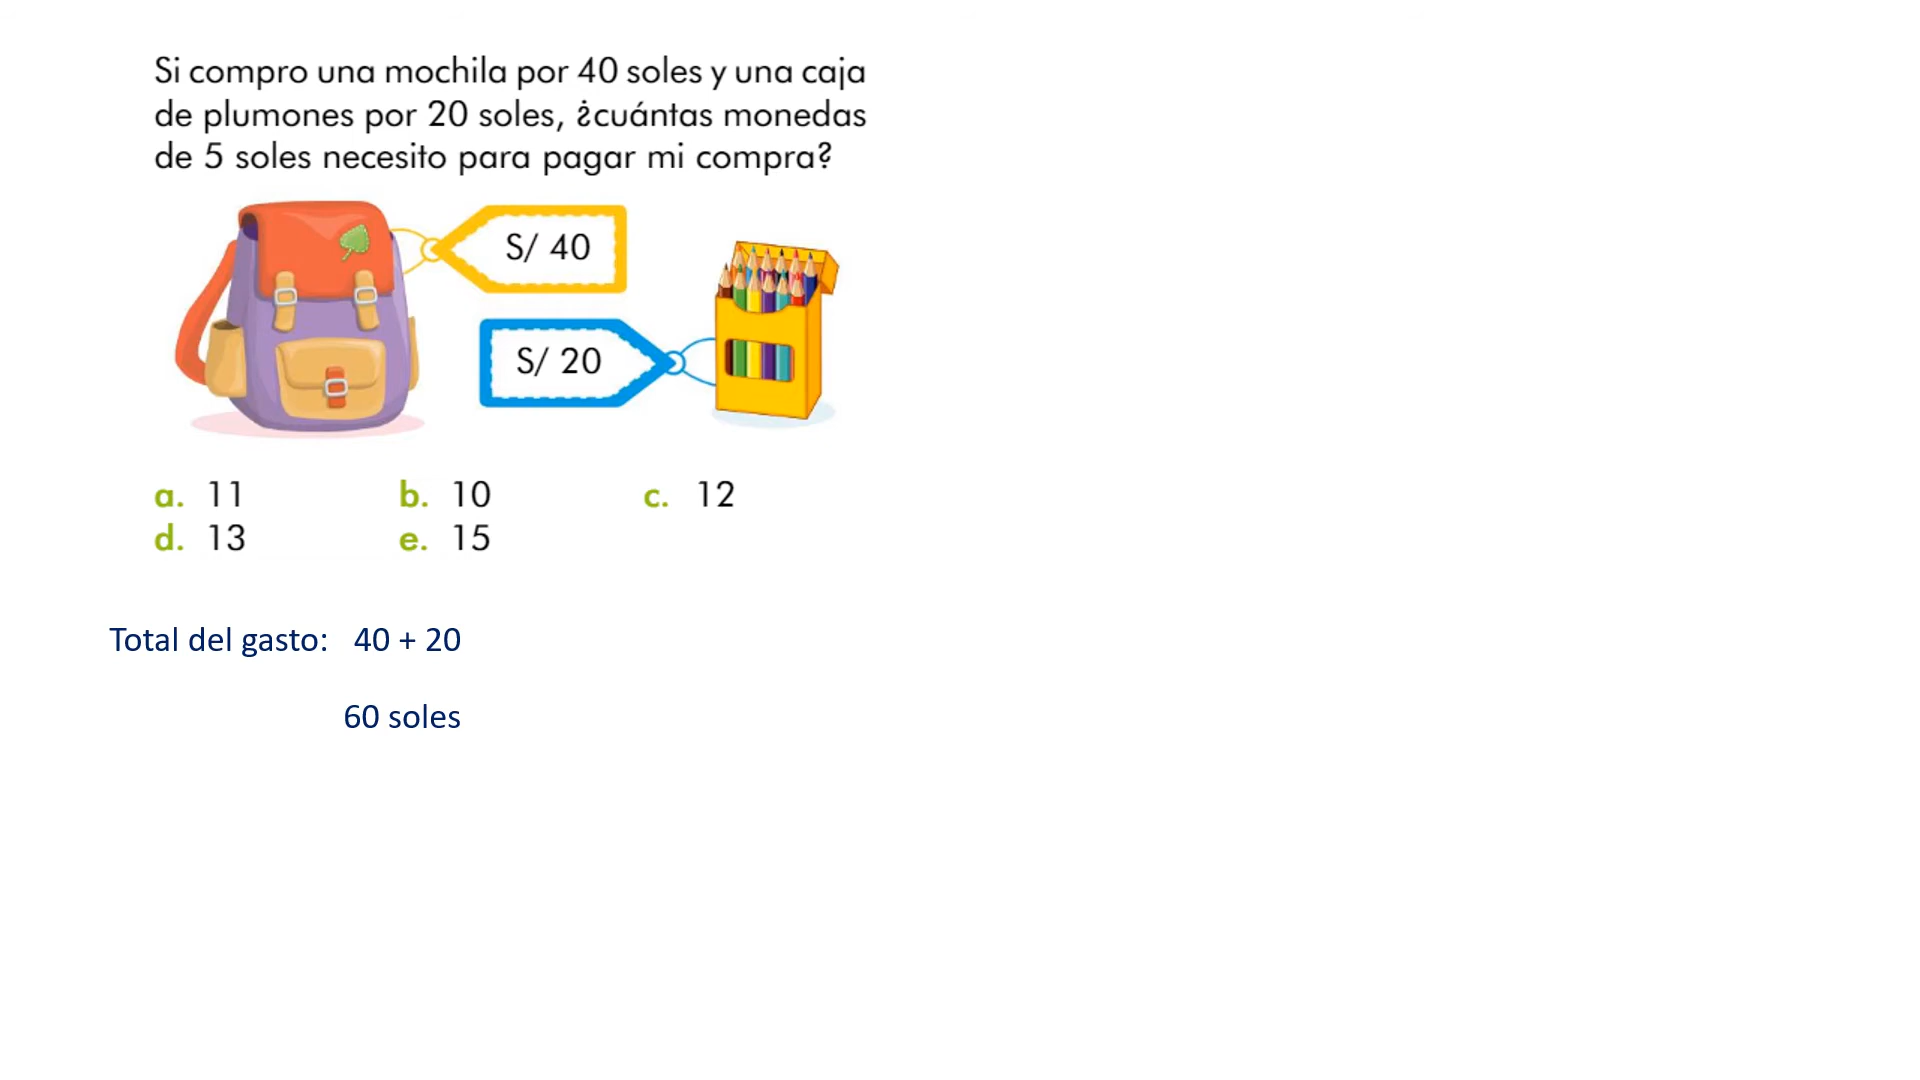 Si compro una mochila por 40 soles y una caja
de plumones por 20 soles, ¿cuántas monedas
de 5 soles necesito para pagar mi compra?
S/ 40
S/ 20
a. 11 b. 10 c. 12
d. 13 e. 15
Total del gasto: 40 + 20
60 soles